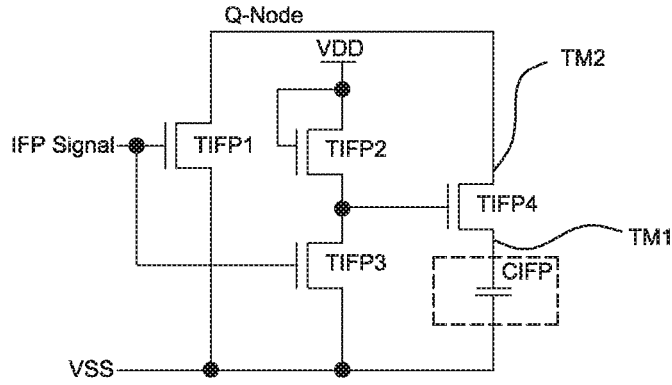 Q-Node
VDD
TM2
IFP Signal
TIFP1
TIFP2
TIFP4
TM1
TIFP3
CIFP
VSS